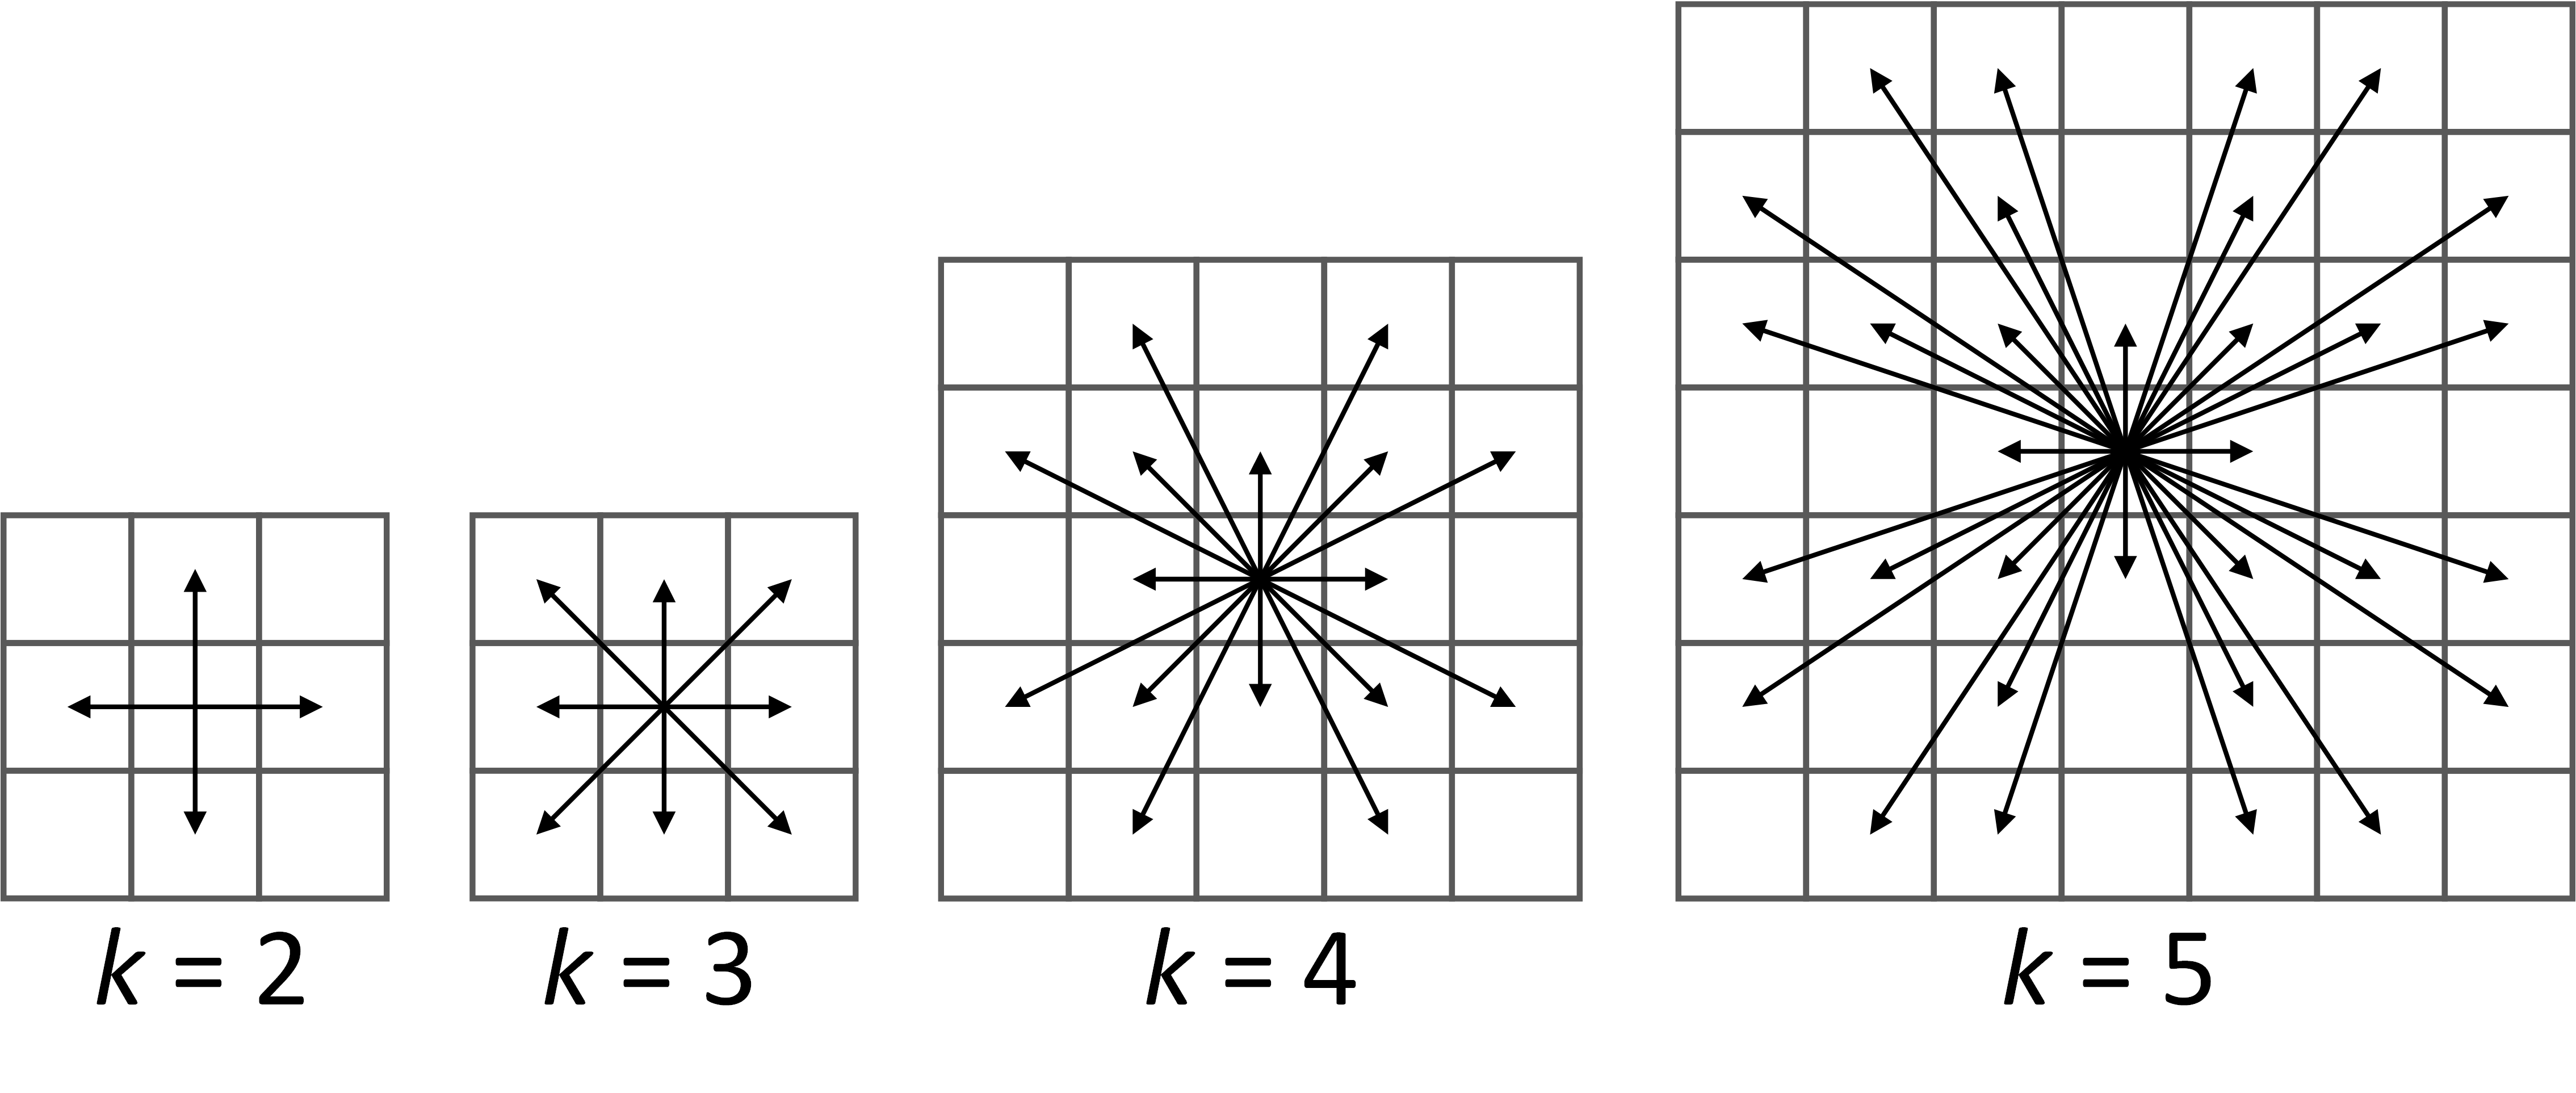 k = 2
k = 3
k = 4
k = 5